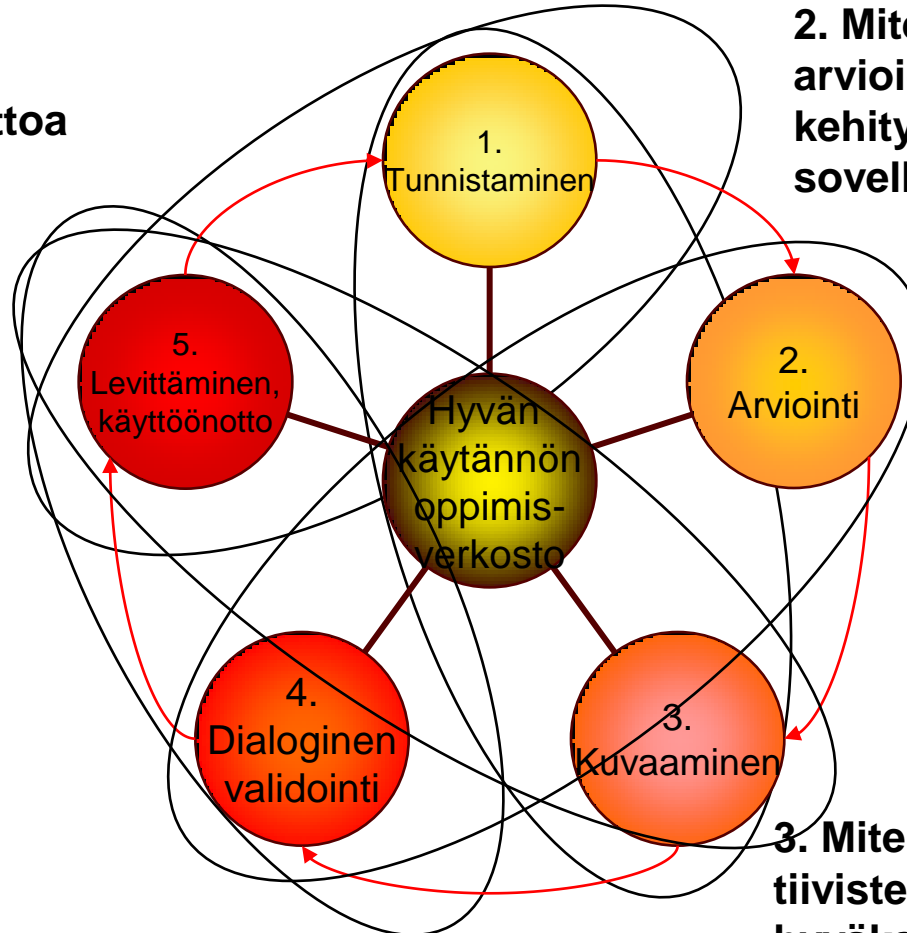 2. Mite
arvioi
kehity
sovell
ttoa
1.
Tunnistaminen
5.
Levittäminen,
käyttöönotto
2.
Arviointi
Hyvän
käytännön
oppimis-
verkosto
4.
Dialoginen
validointi
3.
Kuvaaminen
3. Mite
tiiviste